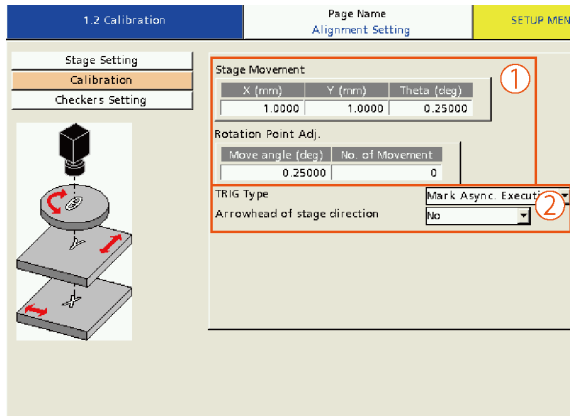 1.2 Calibration
Page Name
Alignment Setting
SETUP MEN
Stage Setting
Calibration
Checkers Setting
Stage Movement
1
X (mm) Y (mm) Theta (deg)
1.0000 1.0000 0.25000
Rotation Point Adj.
Move angle (deg) No. of Movement
0.25000 0
TRIG Type Mark Async. Executi
2
Arrowhead of stage direction No